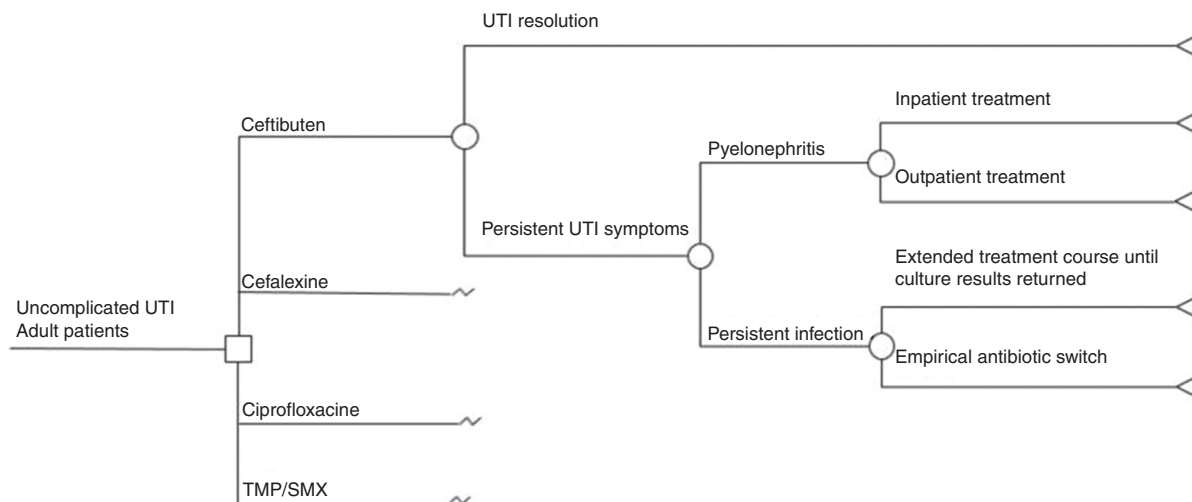 UTI resolution
Inpatient treatment
Ceftibuten
Pyelonephritis
Outpatient treatment
Persistent UTI symptoms
Extended treatment course until
culture results returned
Cefalexine
Uncomplicated UTI
Adult patients
Persistent infection
Empirical antibiotic switch
Ciprofloxacine
TMP/SMX